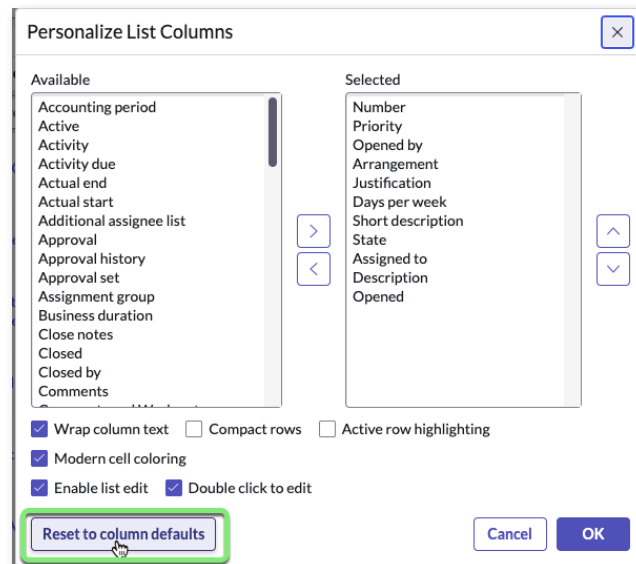 Personalize List Columns
Available
Accounting period
Active
Activity
Activity due
Actual end
Actual start
Additional assignee list
Approval
Approval history
Approval set
Assignment group
Business duration
Close notes
Closed
Closed by
Comments
Selected
Number
Priority
Opened by
Arrangement
Justification
Days per week
Short description
State
Assigned to
Description
Opened
Wrap column text Compact rows Active row highlighting
Modern cell coloring
Enable list edit Double click to edit
Reset to column defaults Cancel OK